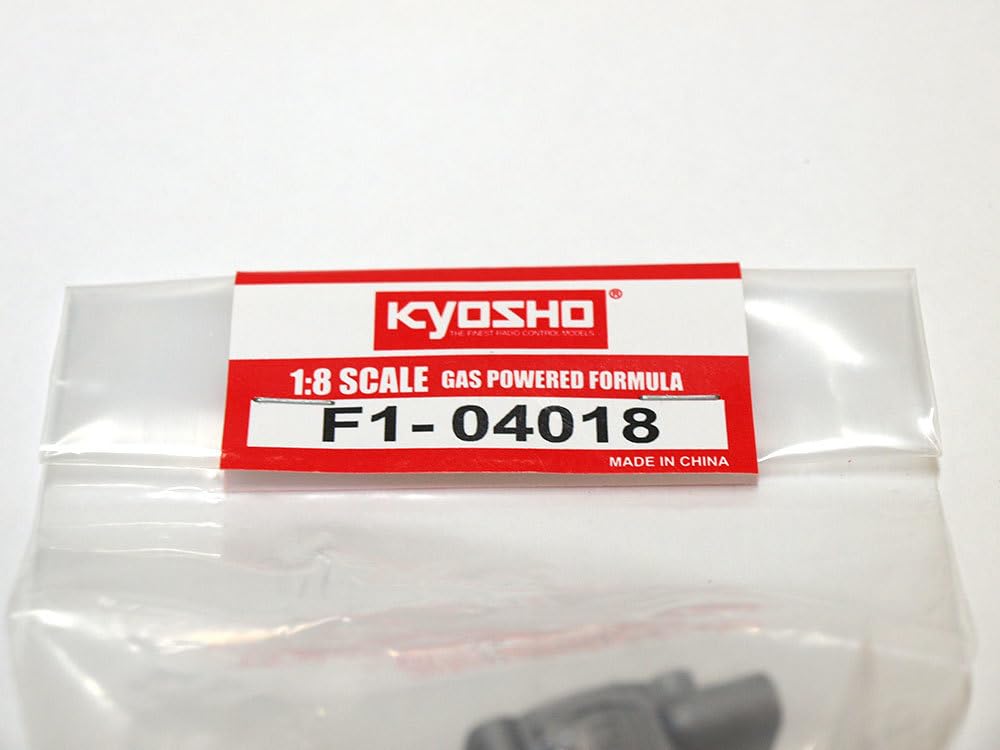 KYOSHO®
THE FINEST RADIO CONTROL MODELS
1:8 SCALE GAS POWERED FORMULA
F1-04018
MADE IN CHINA